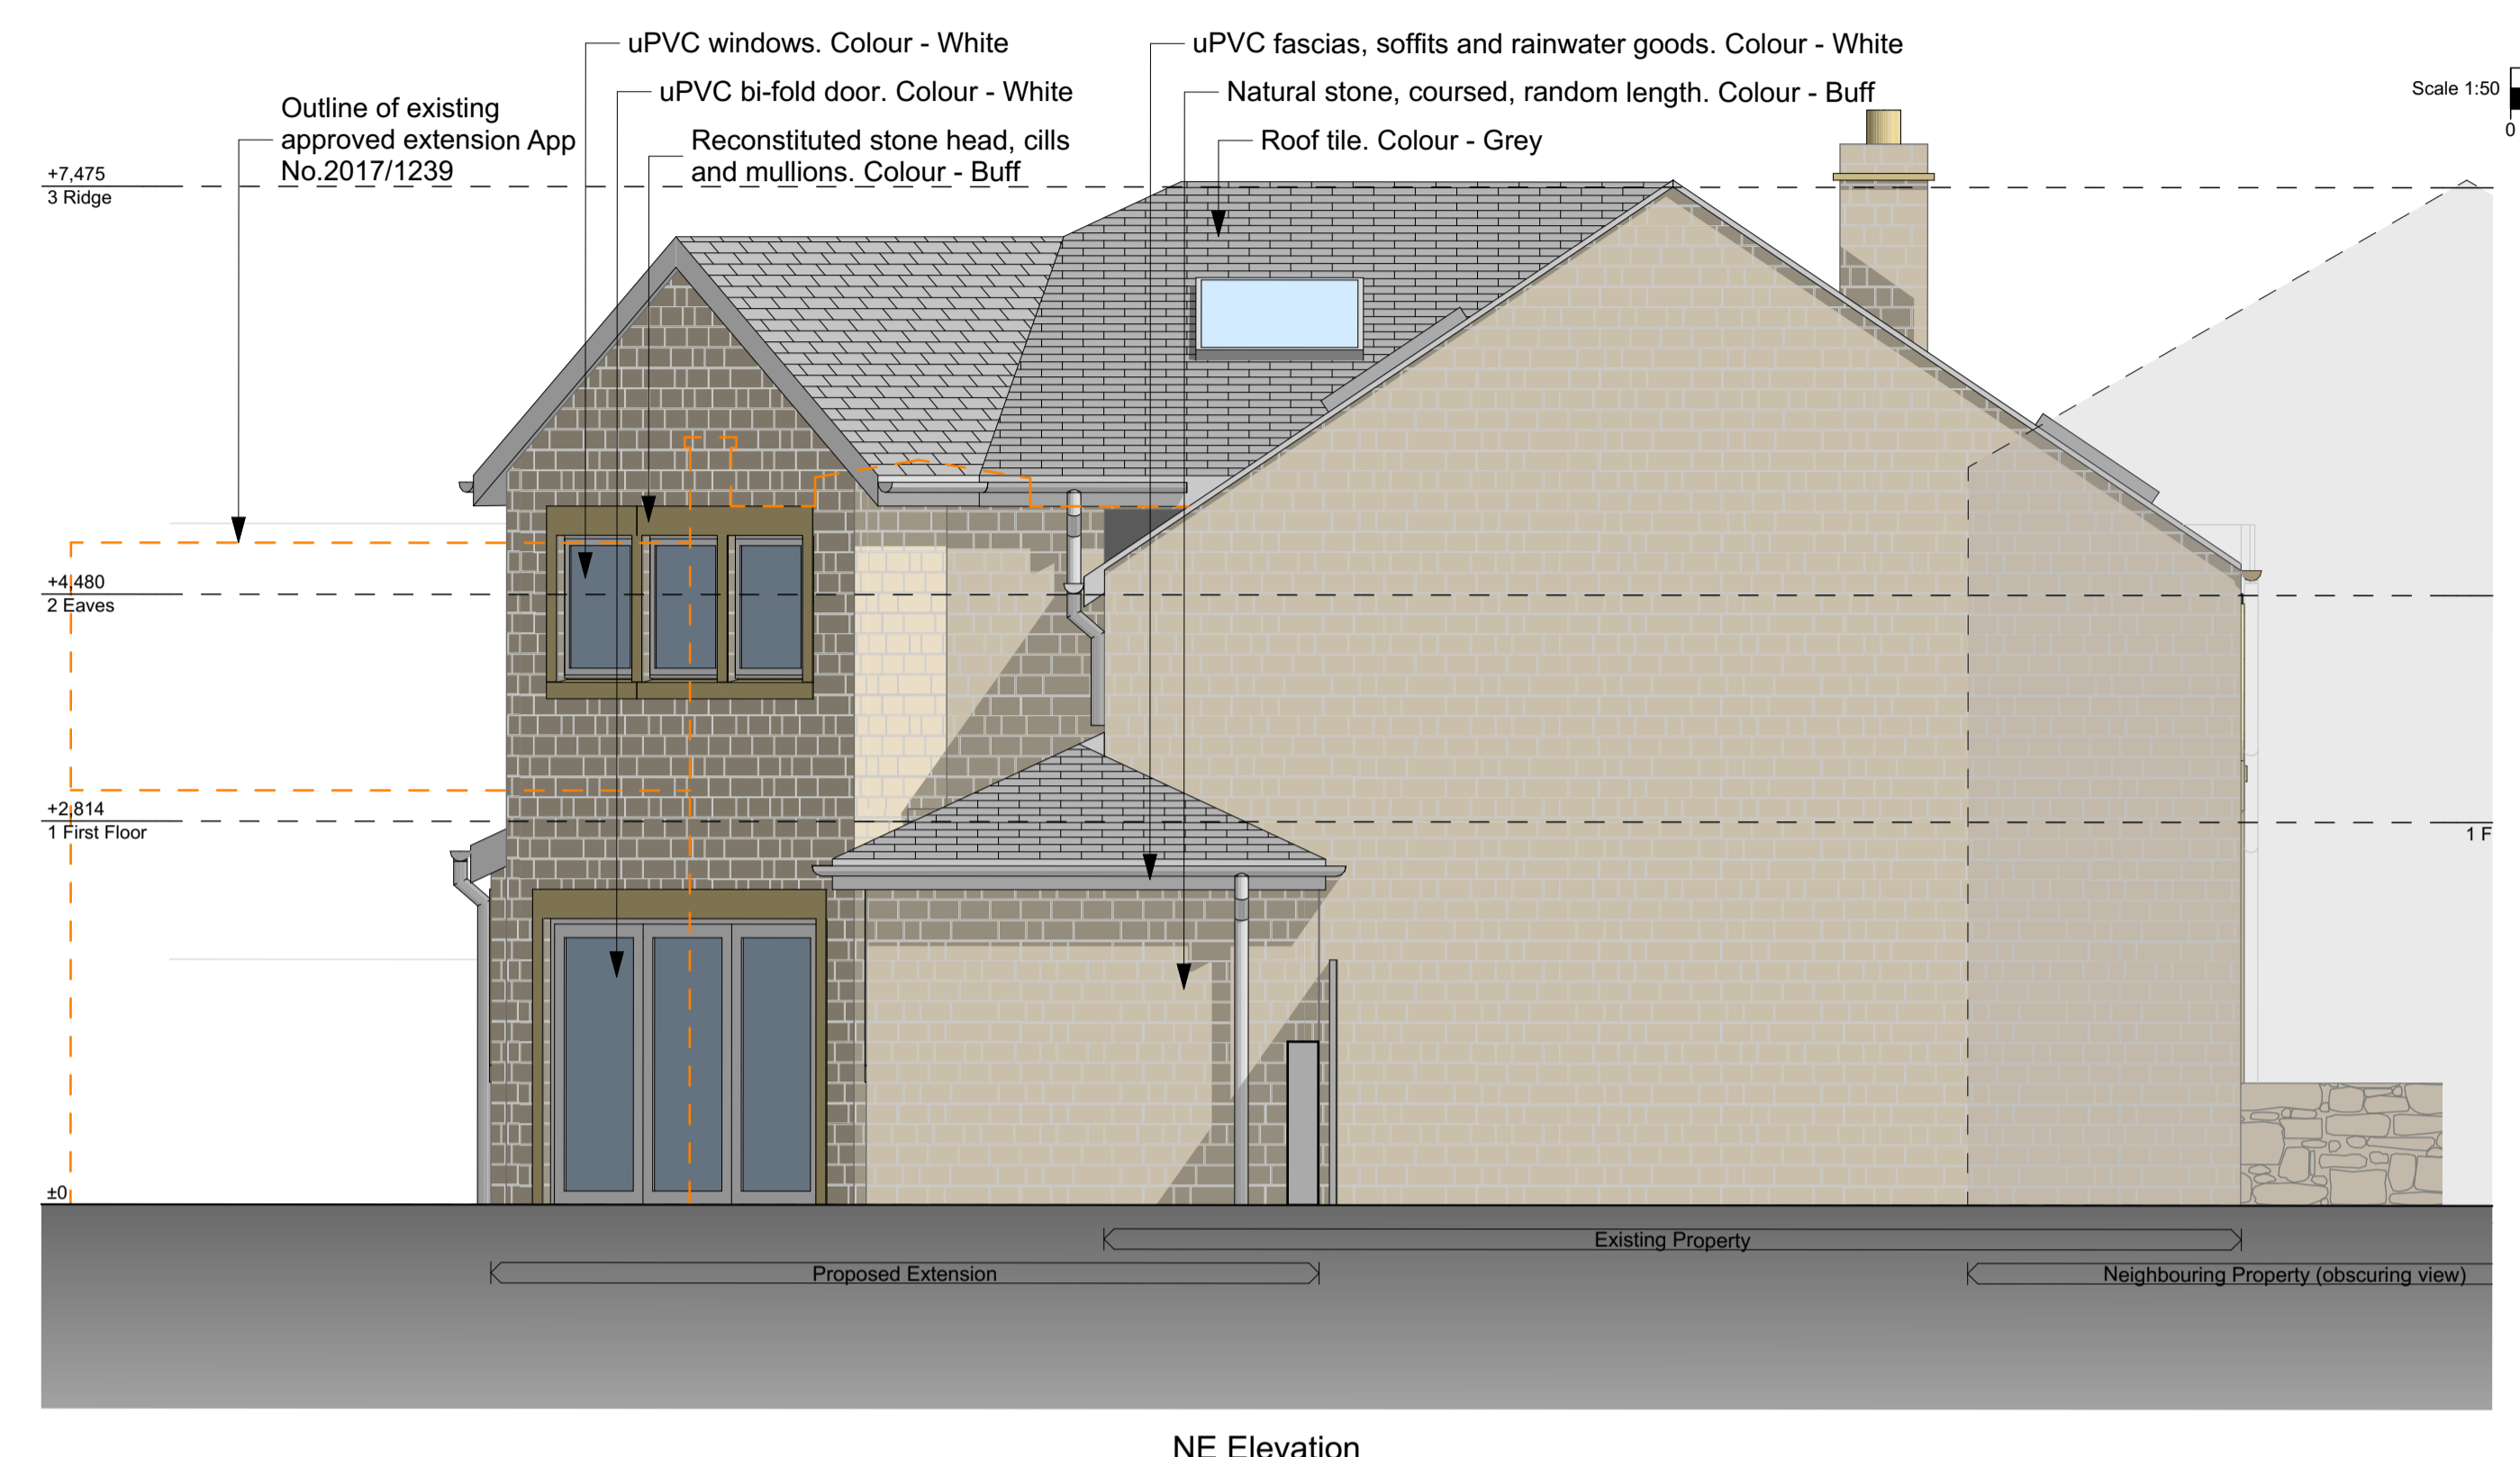 uPVC windows. Colour - White
uPVC fascias, soffits and rainwater goods. Colour - White
uPVC bi-fold door. Colour - White
Natural stone, coursed, random length. Colour - Buff
Scale 1:50
0
Outline of existing
approved extension App
No.2017/1239
Reconstituted stone head, cills
and mullions. Colour - Buff
Roof tile. Colour - Grey
+7,475
3 Ridge
+4,480
2 Eaves
+2,814
1 First Floor
1 F
±0
Existing Property
Proposed Extension
Neighbouring Property (obscuring view)
NE Elevation